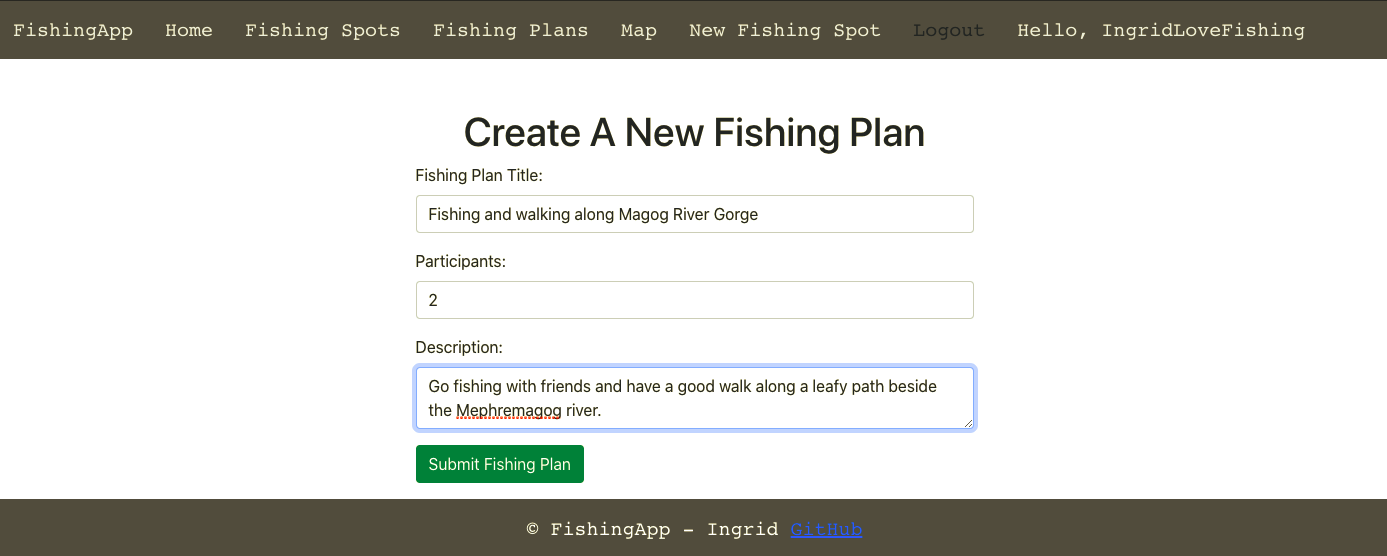 FishingApp Home Fishing Spots Fishing Plans Map New Fishing Spot Logout Hello, IngridLoveFishing
Create A New Fishing Plan
Fishing Plan Title:
Fishing and walking along Magog River Gorge
Participants:
2
Description:
Go fishing with friends and have a good walk along a leafy path beside
the Mephremagog river.
Submit Fishing Plan
© FishingApp - Ingrid GitHub